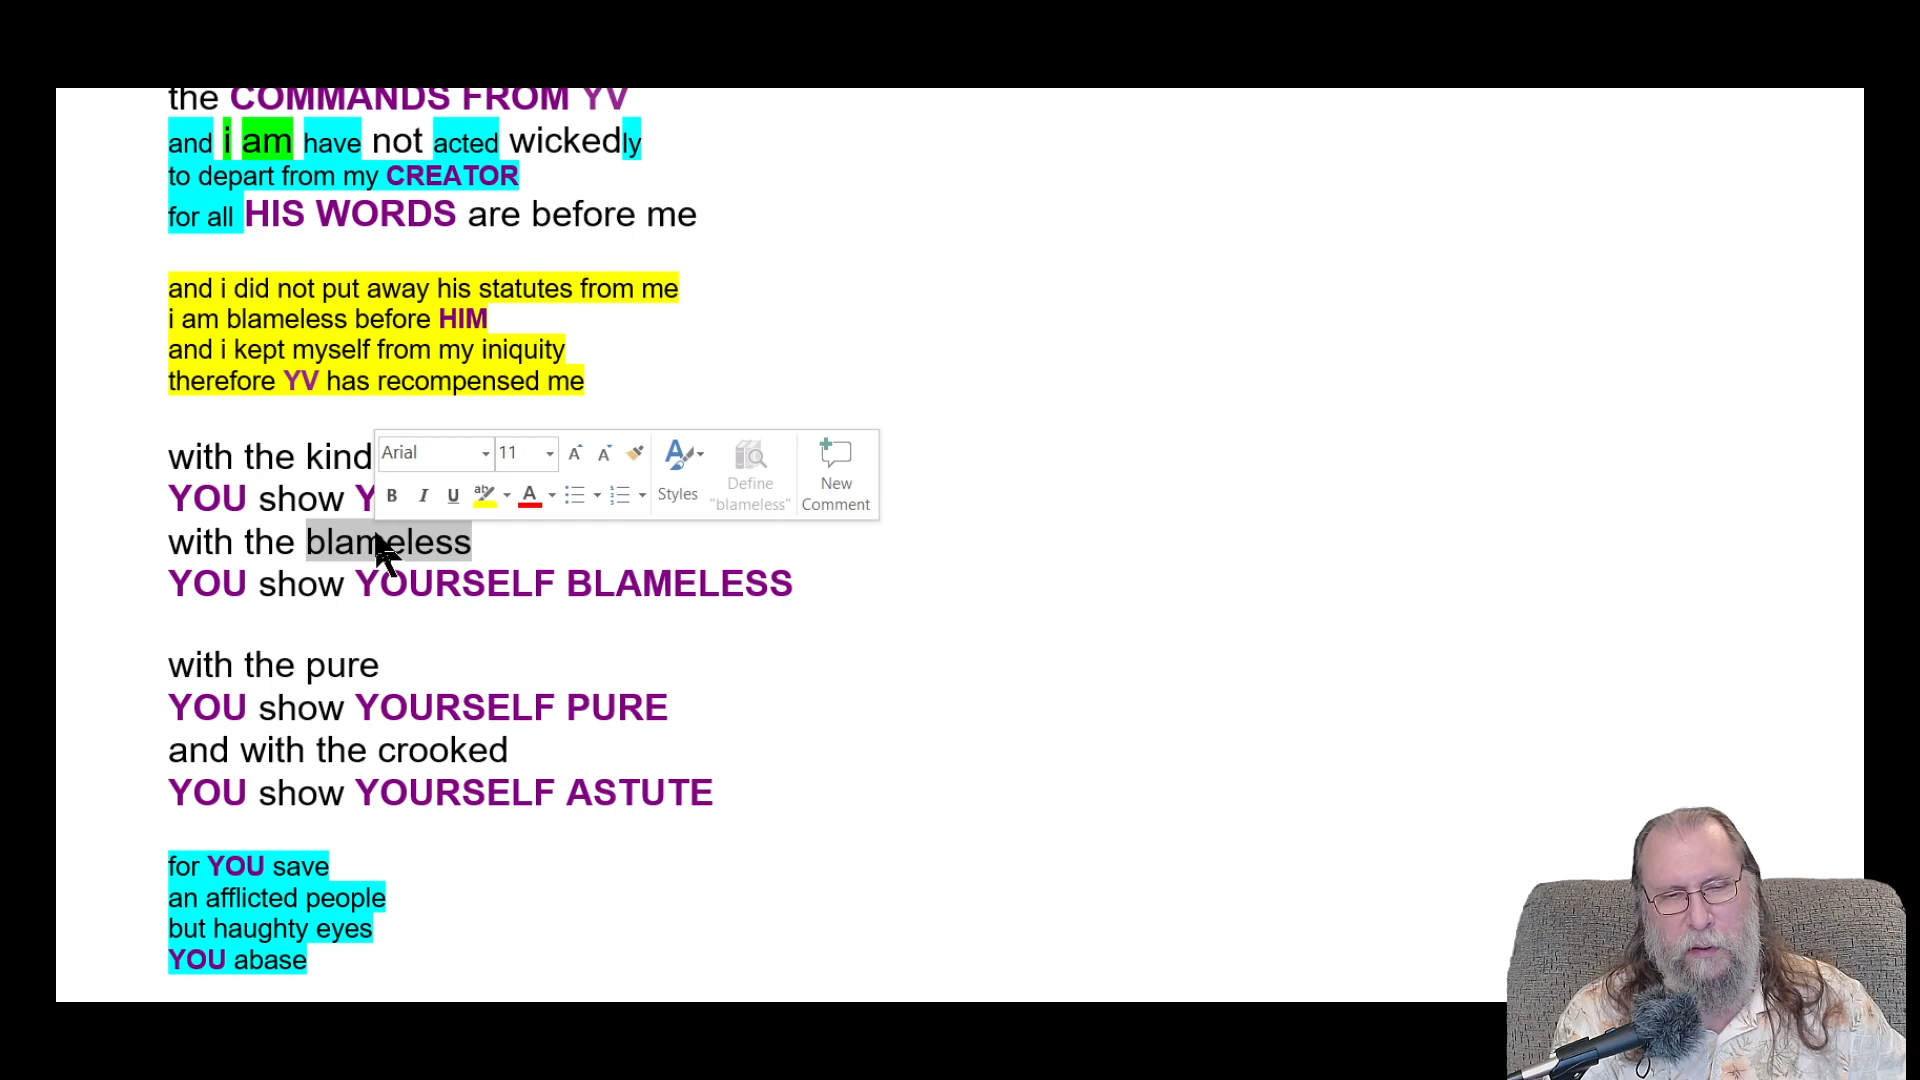 the COMMANDS FROM YV
and i am have not acted wickedly
to depart from my CREATOR
for all HIS WORDS are before me
and i did not put away his statutes from me
i am blameless before HIM
and i kept myself from my iniquity
therefore YV has recompensed me
with the kind
YOU show Y
with the blameless
YOU show YOURSELF BLAMELESS
with the pure
YOU show YOURSELF PURE
and with the crooked
YOU show YOURSELF ASTUTE
for YOU save
an afflicted people
but haughty eyes
YOU abase
Arial 11 A A
B I U ab A
A Styles
Define
"blameless"
New
Comment